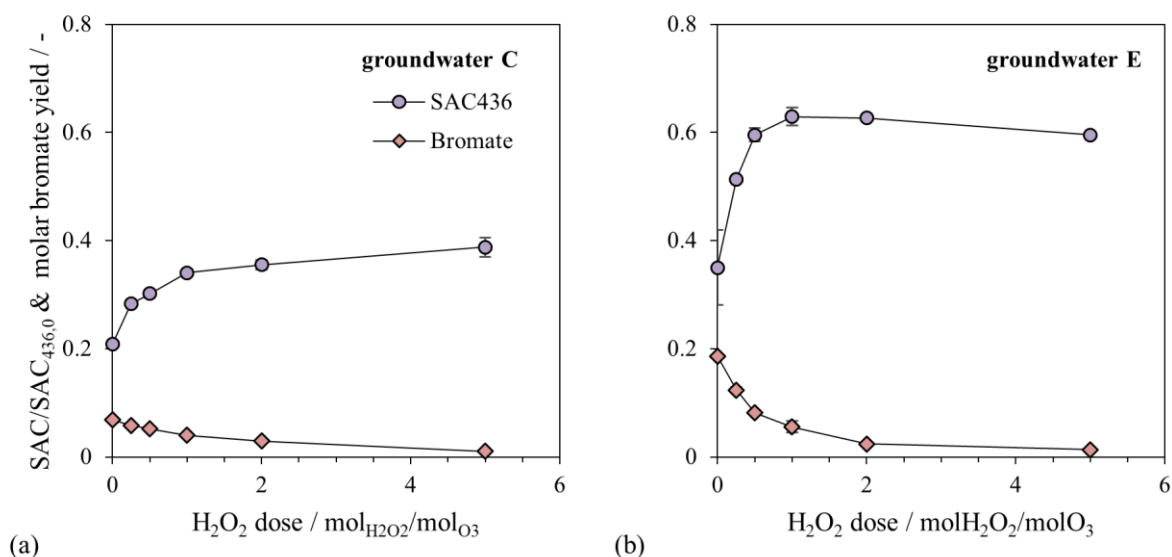 SAC/SAC436,0 & molar bromate yield / -
0.8
0.6
0.4
0.2
0
groundwater C
SAC436
Bromate
0 2 4 6
H₂O₂ dose / mol_H2O2/mol_O3
(a)
0.8
0.6
0.4
0.2
0
groundwater E
0 2 4 6
H₂O₂ dose / molH₂O₂/molO₃
(b)